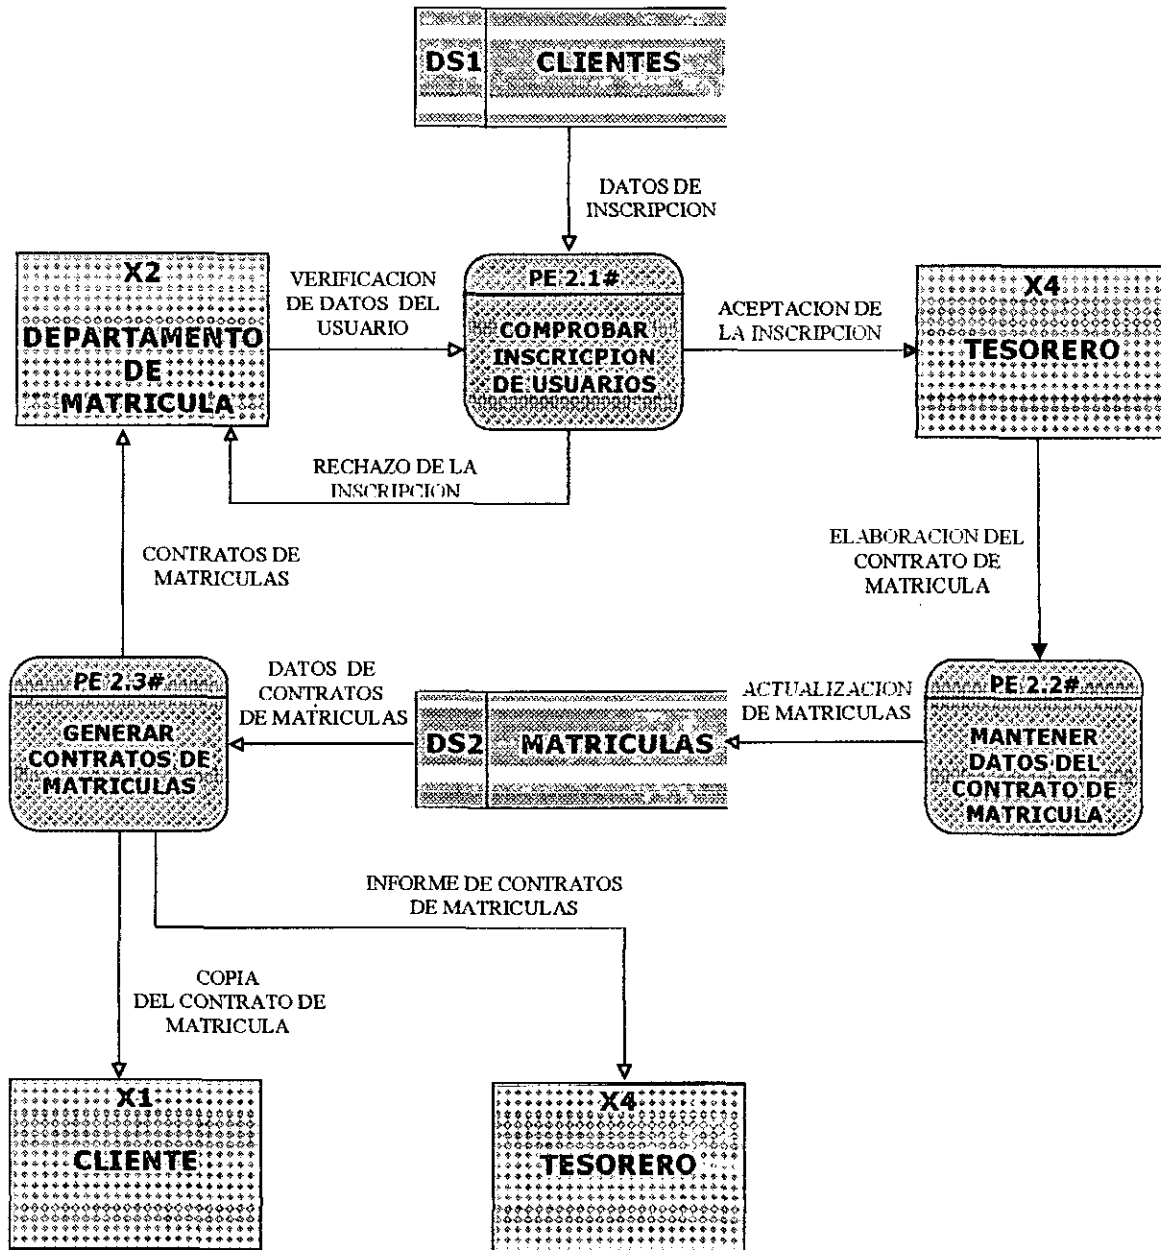 DS1 CLIENTES
DATOS DE
INSCRIPCION
X2
DEPARTAMENTO
DE
MATRICULA
VERIFICACION
DE DATOS DEL
USUARIO
PE 2.1#
COMPROBAR
INSCRICPION
DE USUARIOS
ACEPTACION DE
LA INSCRIPCION
X4
TESORERO
RECHAZO DE LA
INSCRIPCION
CONTRATOS DE
MATRICULAS
ELABORACION DEL
CONTRATO DE
MATRICULA
PE 2.3#
GENERAR
CONTRATOS DE
MATRICULAS
DATOS DE
CONTRATOS
DE MATRICULAS
DS2 MATRICULAS
ACTUALIZACION
DE MATRICULAS
PE 2.2#
MANTENER
DATOS DEL
CONTRATO DE
MATRICULA
INFORME DE CONTRATOS
DE MATRICULAS
COPIA
DEL CONTRATO DE
MATRICULA
X1
CLIENTE
X4
TESORERO